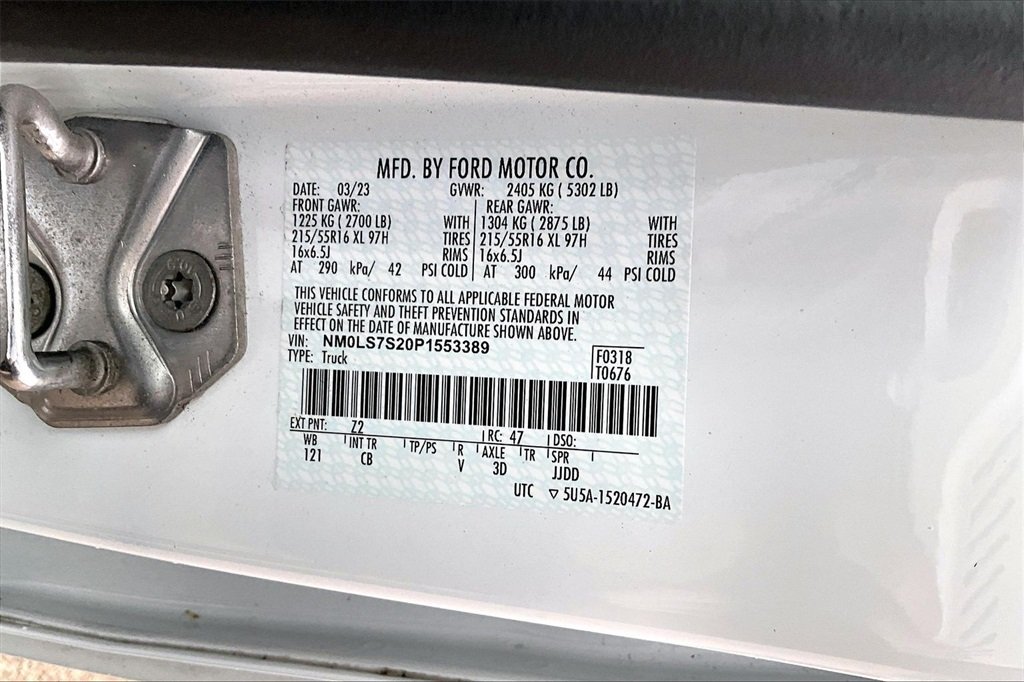 MFD. BY FORD MOTOR CO.
DATE: 03/23 GVWR: 2405 KG ( 5302 LB)
FRONT GAWR: REAR GAWR:
1225 KG ( 2700 LB) WITH 1304 KG ( 2875 LB) WITH
215/55R16 XL 97H TIRES 215/55R16 XL 97H TIRES
16x6.5J RIMS 16x6.5J RIMS
AT 290 kPa/ 42 PSI COLD AT 300 kPa/ 44 PSI COLD
THIS VEHICLE CONFORMS TO ALL APPLICABLE FEDERAL MOTOR
VEHICLE SAFETY AND THEFT PREVENTION STANDARDS IN
EFFECT ON THE DATE OF MANUFACTURE SHOWN ABOVE.
VIN: NM0LS7S20P1553389
TYPE: Truck
F0318
T0676
EXT PNT: Z2 RC: 47 DSO:
WB INT TR TP/PS R AXLE TR SPR
121 CB V 3D JJDD
UTC ▽ 5U5A-1520472-BA